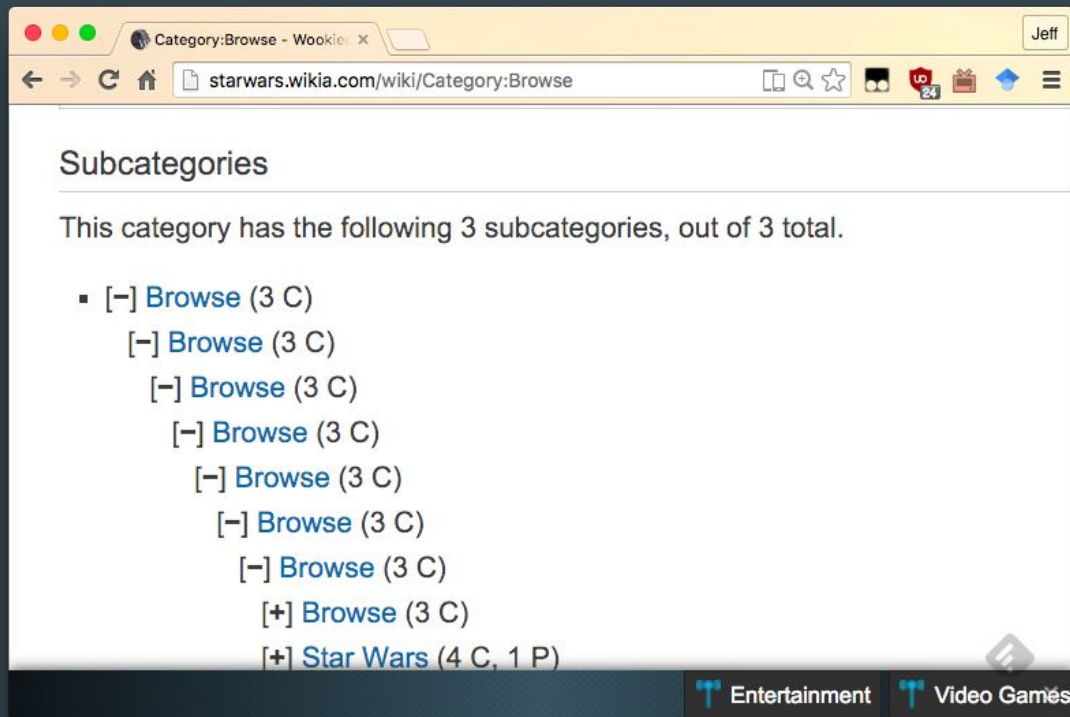 Category:Browse - Wookiee
Jeff
starwars.wikia.com/wiki/Category:Browse
24
Subcategories
This category has the following 3 subcategories, out of 3 total.
[−] Browse (3 C)
[−] Browse (3 C)
[−] Browse (3 C)
[−] Browse (3 C)
[−] Browse (3 C)
[−] Browse (3 C)
[−] Browse (3 C)
[+] Browse (3 C)
[+] Star Wars (4 C, 1 P)
Entertainment
Video Games